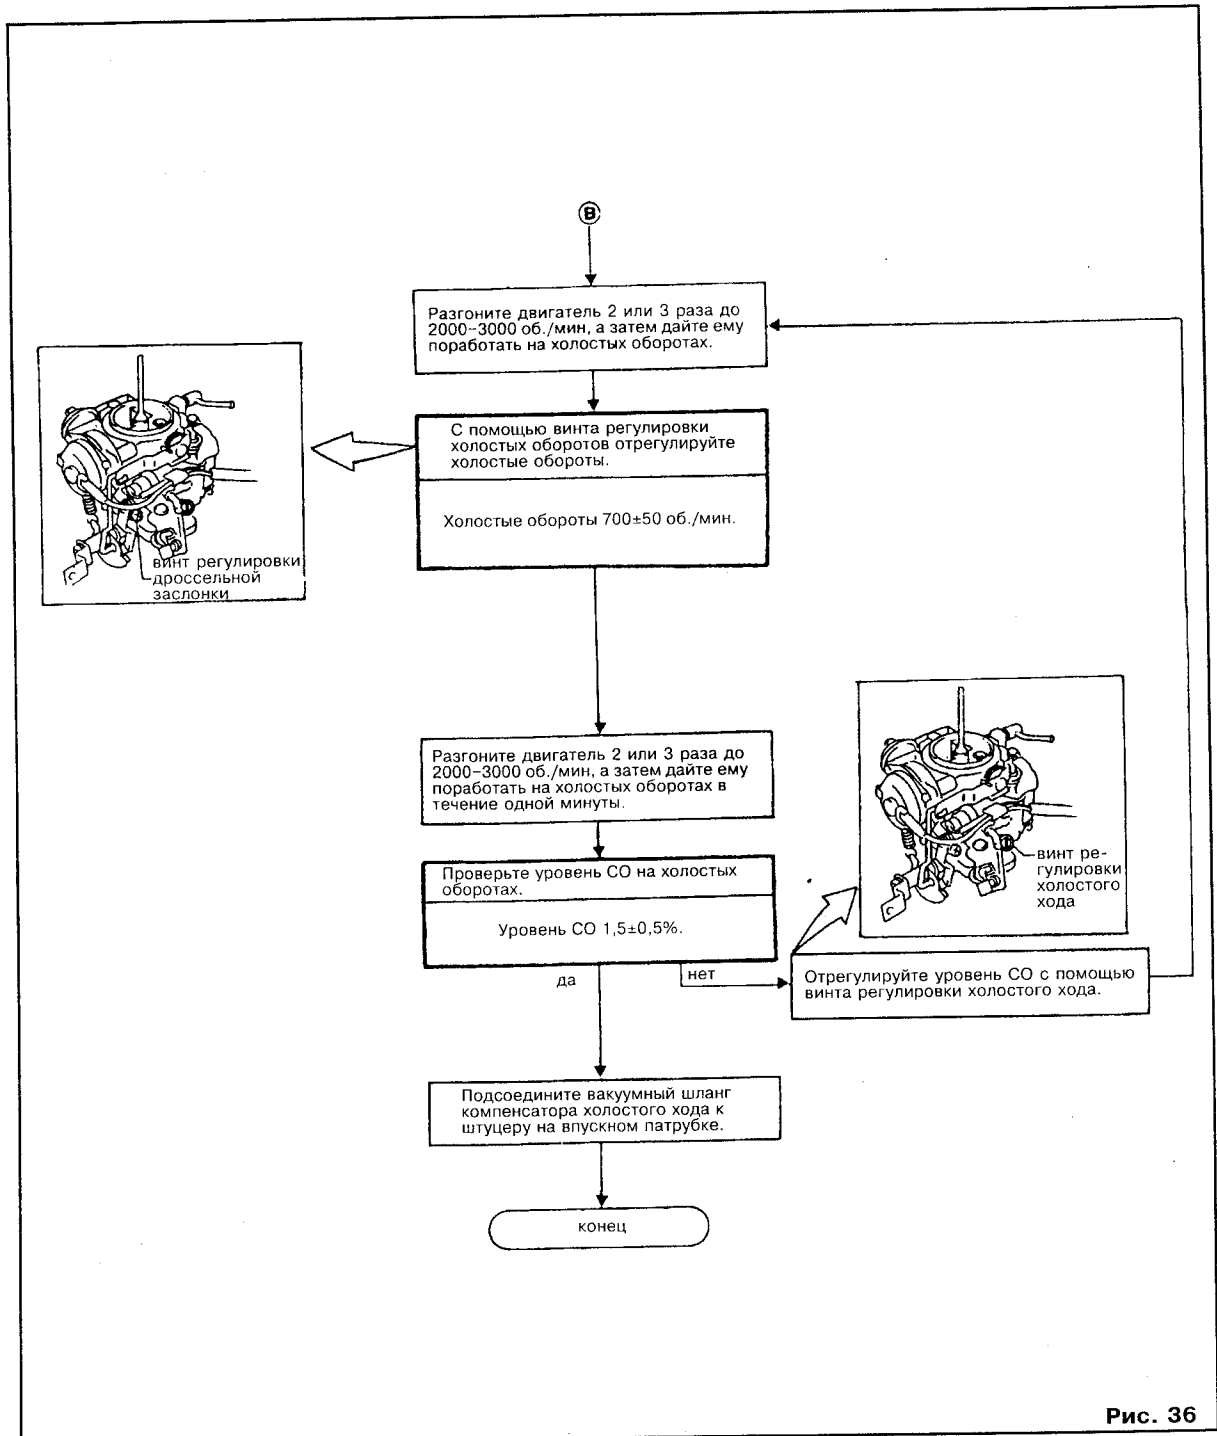 B
Разгоните двигатель 2 или 3 раза до
2000-3000 об./мин, а затем дайте ему
поработать на холостых оборотах.
С помощью винта регулировки
холостых оборотов отрегулируйте
холостые обороты.
Холостые обороты 700±50 об./мин.
винт регулировки
дроссельной
заслонки
Разгоните двигатель 2 или 3 раза до
2000-3000 об./мин, а затем дайте ему
поработать на холостых оборотах в
течение одной минуты.
Проверьте уровень СО на холостых
оборотах.
Уровень СО 1,5±0,5%.
да
нет
винт ре-
гулировки
холостого
хода
Отрегулируйте уровень СО с помощью
винта регулировки холостого хода.
Подсоедините вакуумный шланг
компенсатора холостого хода к
штуцеру на впускном патрубке.
конец
Рис. 36